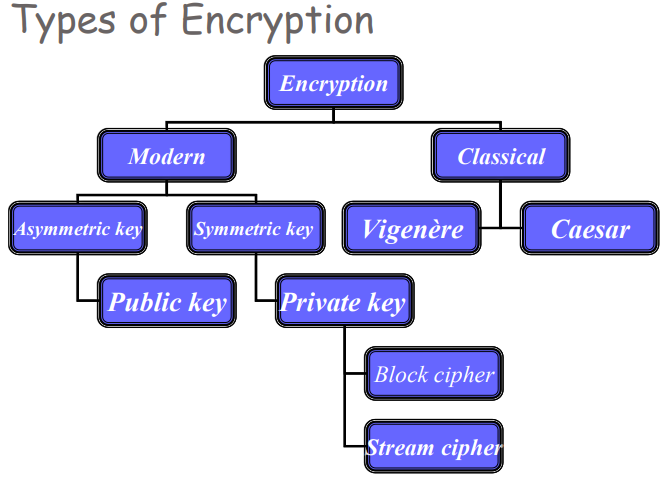 Types of Encryption
Encryption
Modern
Classical
Asymmetric key
Symmetric key
Vigenère
Caesar
Public key
Private key
Block cipher
Stream cipher